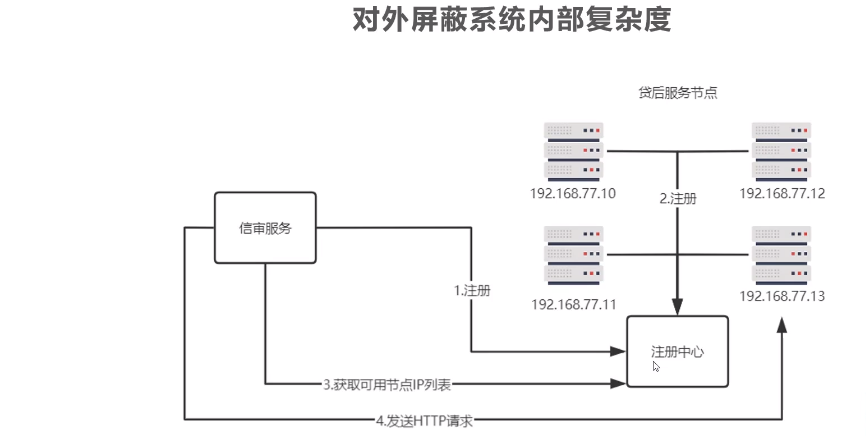 对外屏蔽系统内部复杂度
贷后服务节点
192.168.77.10
192.168.77.12
2.注册
信审服务
1.注册
192.168.77.11
192.168.77.13
注册中心
3.获取可用节点IP列表
4.发送HTTP请求